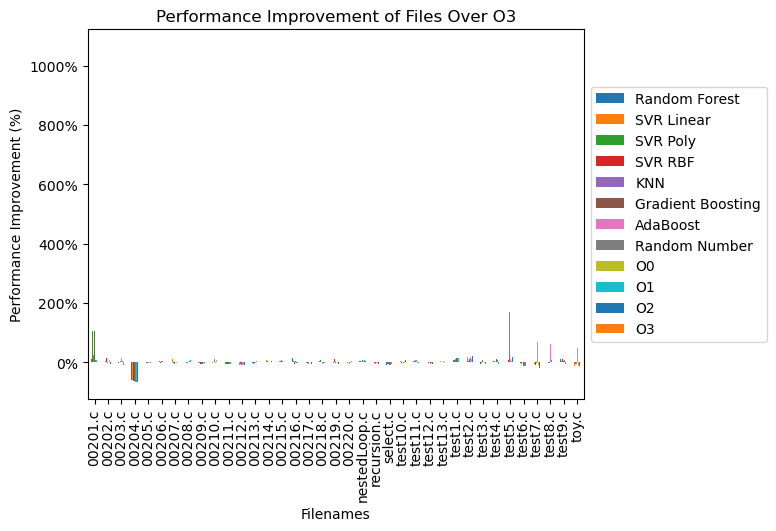 Performance Improvement of Files Over O3
Performance Improvement (%)
1000%
800%
600%
400%
200%
0%
00201.c
00202.c
00203.c
00204.c
00205.c
00206.c
00207.c
00208.c
00209.c
00210.c
00211.c
00212.c
00213.c
00214.c
00215.c
00216.c
00217.c
00218.c
00219.c
00220.c
nestedLoop.c
recursion.c
select.c
test10.c
test11.c
test12.c
test13.c
test1.c
test2.c
test3.c
test4.c
test5.c
test6.c
test7.c
test8.c
test9.c
toy.c
Filenames
Random Forest
SVR Linear
SVR Poly
SVR RBF
KNN
Gradient Boosting
AdaBoost
Random Number
O0
O1
O2
O3